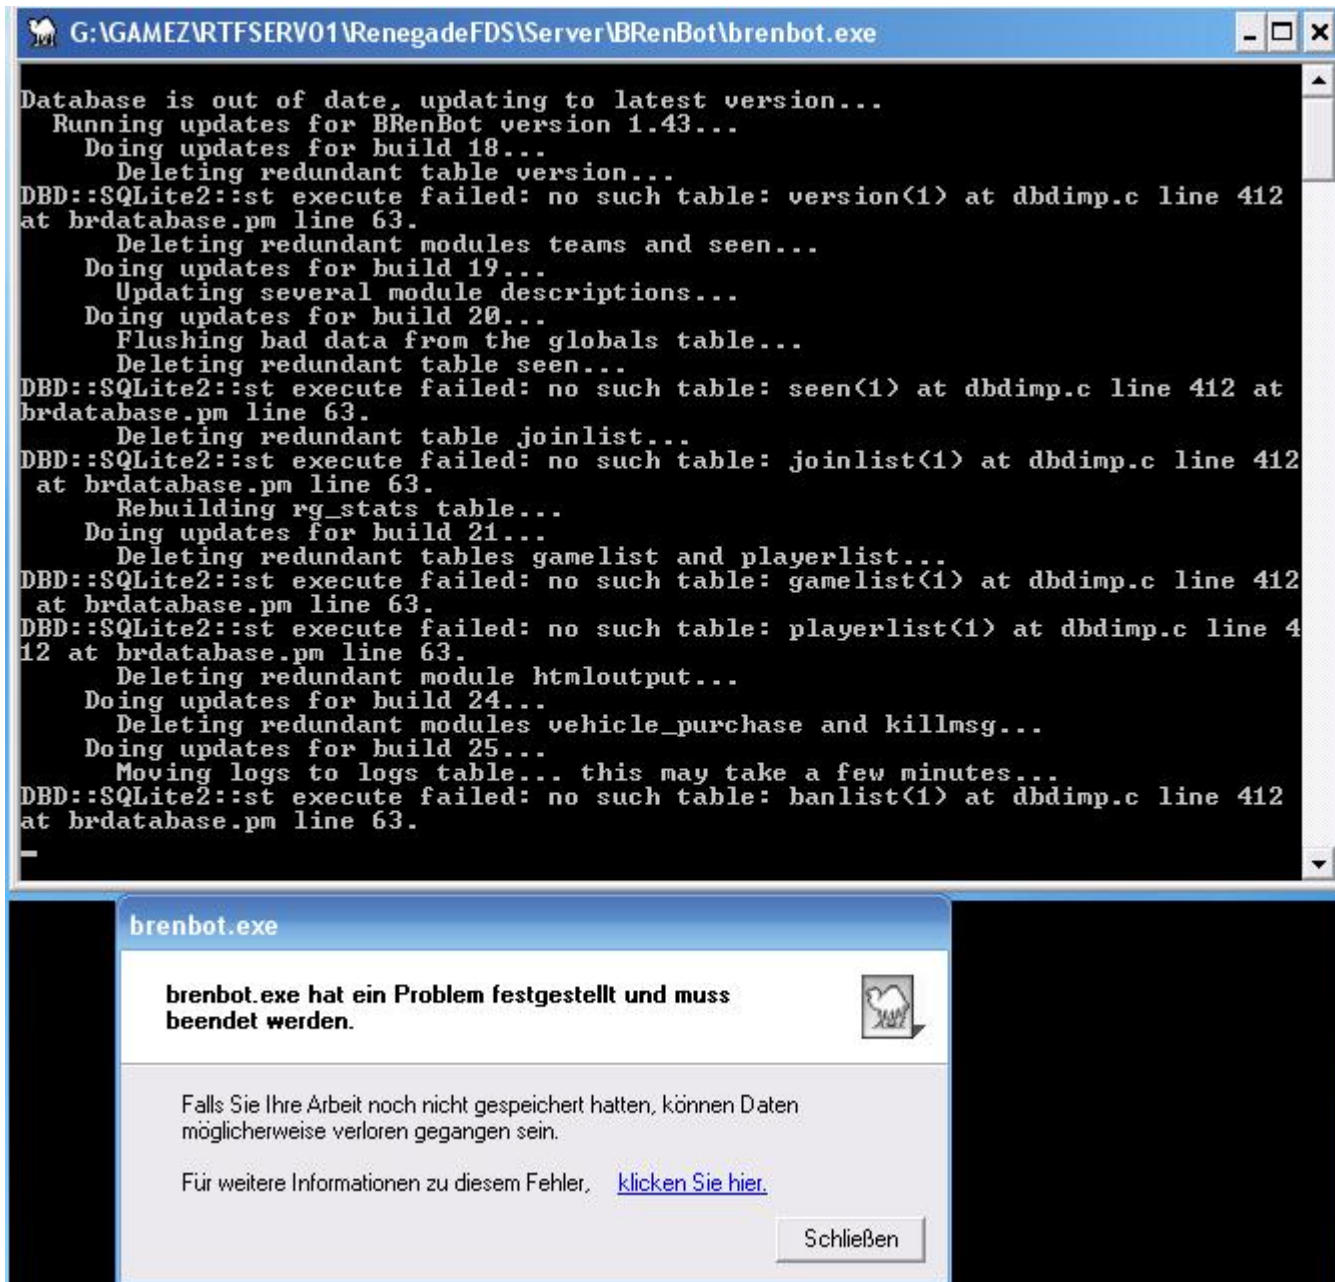 G:\GAMEZ\RTFSERV01\RenegadeFDS\Server\BRenBot\brenbot.exe
Database is out of date, updating to latest version...
Running updates for BRenBot version 1.43...
Doing updates for build 18...
Deleting redundant table version...
DBD::SQLite2::st execute failed: no such table: version(1) at dbdimp.c line 412
at brdatabase.pm line 63.
Deleting redundant modules teams and seen...
Doing updates for build 19...
Updating several module descriptions...
Doing updates for build 20...
Flushing bad data from the globals table...
Deleting redundant table seen...
DBD::SQLite2::st execute failed: no such table: seen(1) at dbdimp.c line 412 at
brdatabase.pm line 63.
Deleting redundant table joinlist...
DBD::SQLite2::st execute failed: no such table: joinlist(1) at dbdimp.c line 412
at brdatabase.pm line 63.
Rebuilding rg_stats table...
Doing updates for build 21...
Deleting redundant tables gamelist and playerlist...
DBD::SQLite2::st execute failed: no such table: gamelist(1) at dbdimp.c line 412
at brdatabase.pm line 63.
DBD::SQLite2::st execute failed: no such table: playerlist(1) at dbdimp.c line 4
12 at brdatabase.pm line 63.
Deleting redundant module htmloutput...
Doing updates for build 24...
Deleting redundant modules vehicle_purchase and killmsg...
Doing updates for build 25...
Moving logs to logs table... this may take a few minutes...
DBD::SQLite2::st execute failed: no such table: banlist(1) at dbdimp.c line 412
at brdatabase.pm line 63.
brenbot.exe
brenbot.exe hat ein Problem festgestellt und muss
beendet werden.
Falls Sie Ihre Arbeit noch nicht gespeichert hatten, können Daten
möglicherweise verloren gegangen sein.
Für weitere Informationen zu diesem Fehler, klicken Sie hier.
Schließen